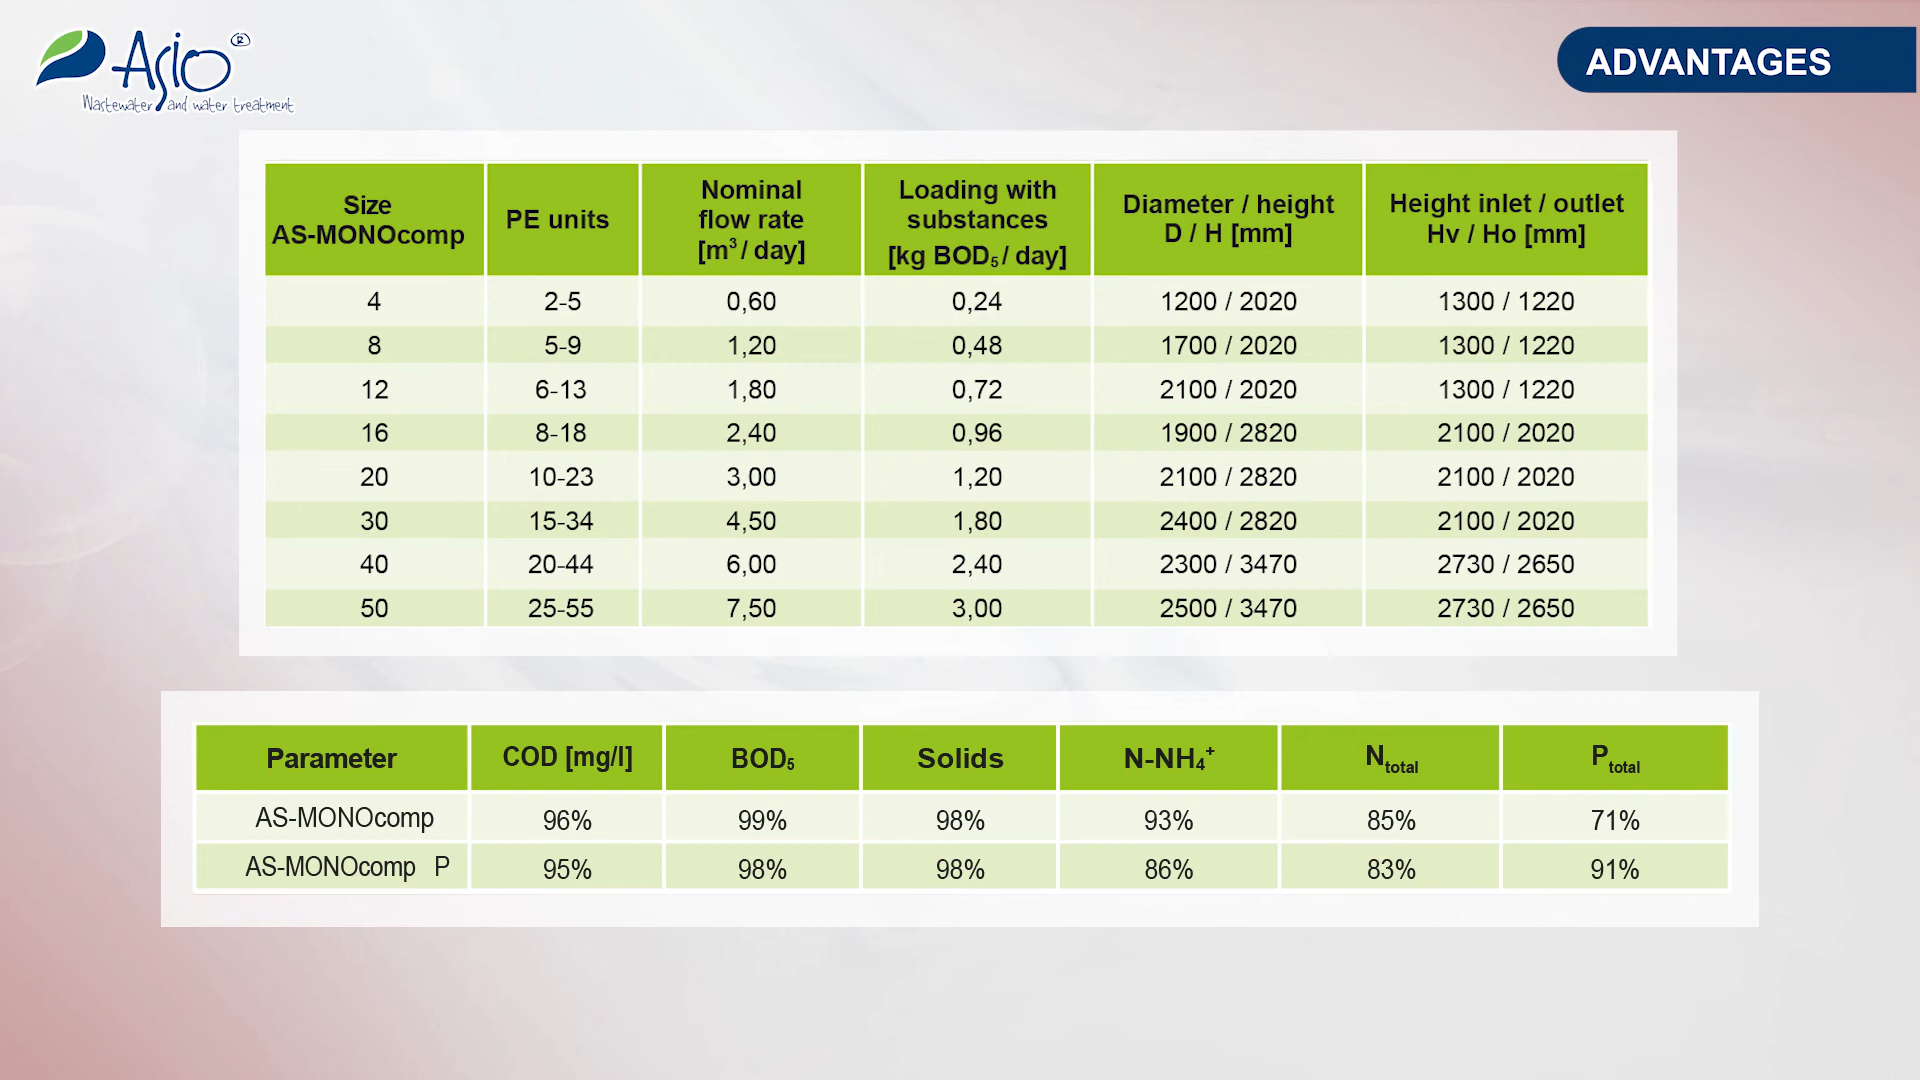 Asio®
Wastewater and water treatment
ADVANTAGES
Size AS-MONOcomp | PE units | Nominal flow rate [m³ / day] | Loading with substances [kg BOD₅ / day] | Diameter / height D / H [mm] | Height inlet / outlet Hv / Ho [mm]
4 | 2-5 | 0,60 | 0,24 | 1200 / 2020 | 1300 / 1220
8 | 5-9 | 1,20 | 0,48 | 1700 / 2020 | 1300 / 1220
12 | 6-13 | 1,80 | 0,72 | 2100 / 2020 | 1300 / 1220
16 | 8-18 | 2,40 | 0,96 | 1900 / 2820 | 2100 / 2020
20 | 10-23 | 3,00 | 1,20 | 2100 / 2820 | 2100 / 2020
30 | 15-34 | 4,50 | 1,80 | 2400 / 2820 | 2100 / 2020
40 | 20-44 | 6,00 | 2,40 | 2300 / 3470 | 2730 / 2650
50 | 25-55 | 7,50 | 3,00 | 2500 / 3470 | 2730 / 2650
Parameter | COD [mg/l] | BOD₅ | Solids | N-NH₄⁺ | Ntotal | Ptotal
AS-MONOcomp | 96% | 99% | 98% | 93% | 85% | 71%
AS-MONOcomp P | 95% | 98% | 98% | 86% | 83% | 91%